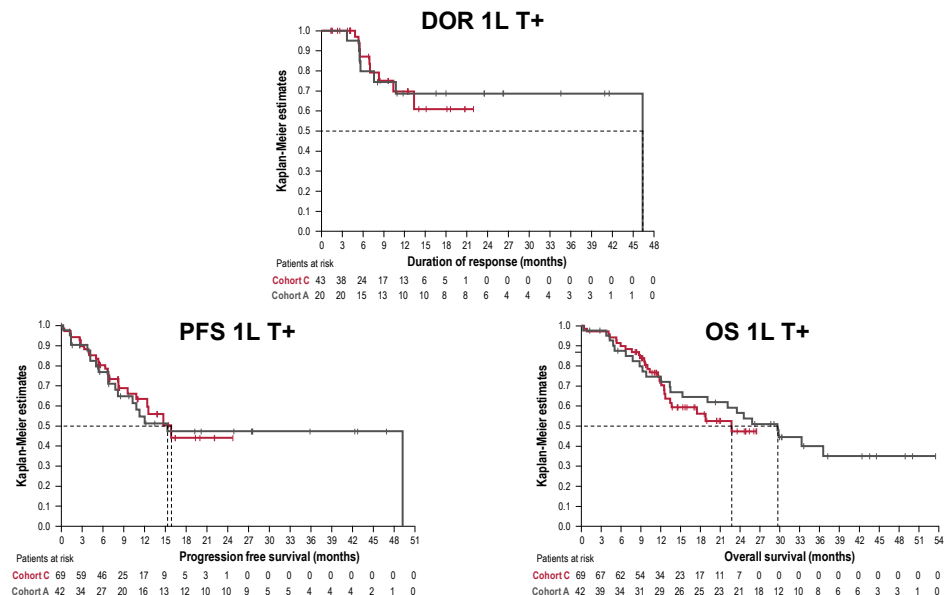 DOR 1L T+
Kaplan-Meier estimates
1.0
0.9
0.8
0.7
0.6
0.5
0.4
0.3
0.2
0.1
0.0
0 3 6 9 12 15 18 21 24 27 30 33 36 39 42 45 48
Patients at risk
Duration of response (months)
Cohort C 43 38 24 17 13 6 5 1 0 0 0 0 0 0 0 0 0
Cohort A 20 20 15 13 10 10 8 8 6 4 4 4 3 3 1 1 0
PFS 1L T+
Kaplan-Meier estimates
1.0
0.9
0.8
0.7
0.6
0.5
0.4
0.3
0.2
0.1
0.0
0 3 6 9 12 15 18 21 24 27 30 33 36 39 42 45 48 51
Patients at risk
Progression free survival (months)
Cohort C 69 59 46 25 17 9 5 3 1 0 0 0 0 0 0 0 0 0
Cohort A 42 34 27 20 16 13 12 10 10 9 5 5 4 4 4 2 1 0
OS 1L T+
Kaplan-Meier estimates
1.0
0.9
0.8
0.7
0.6
0.5
0.4
0.3
0.2
0.1
0.0
0 3 6 9 12 15 18 21 24 27 30 33 36 39 42 45 48 51 54
Patients at risk
Overall survival (months)
Cohort C 69 67 62 54 34 23 17 11 7 0 0 0 0 0 0 0 0 0 0
Cohort A 42 39 34 31 29 26 25 23 21 18 12 10 8 6 6 3 3 1 0